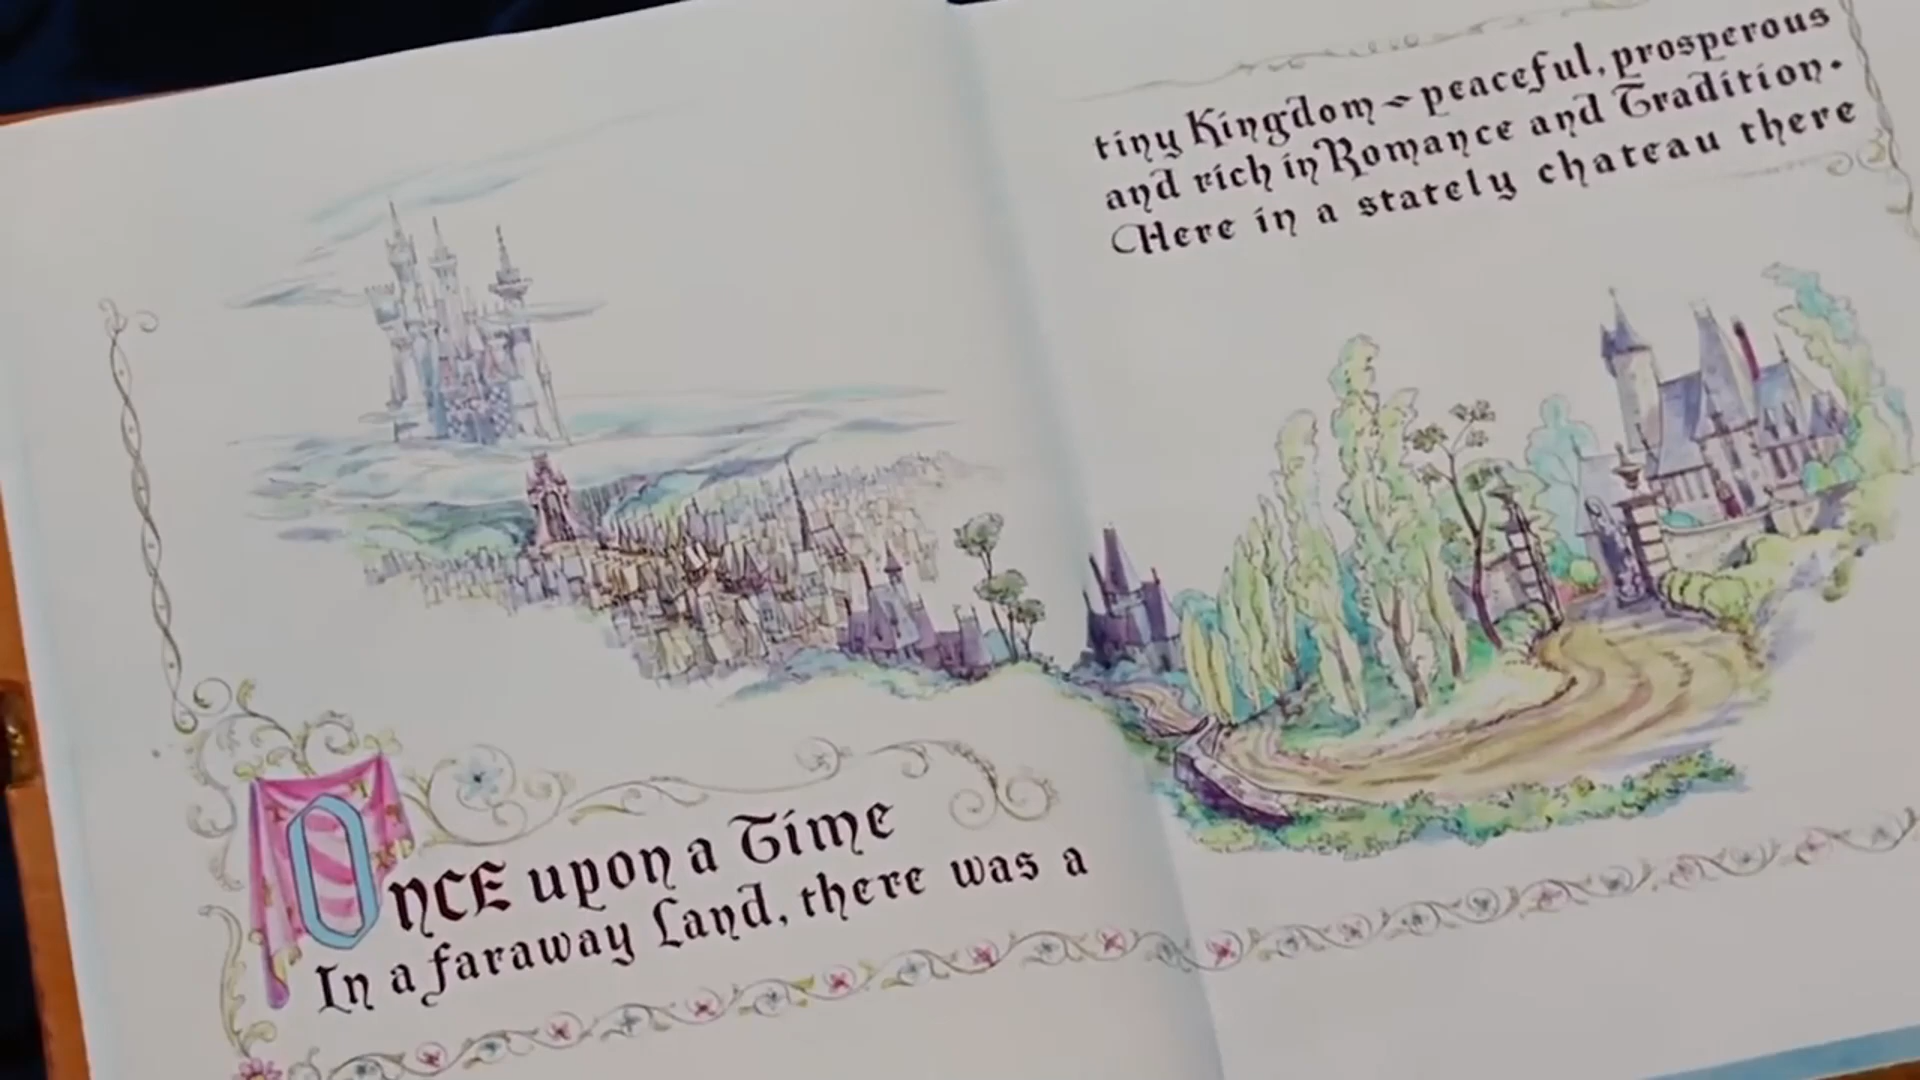 Once upon a Time
In a faraway Land, there was a
tiny Kingdom ~ peaceful, prosperous
and rich in Romance and Tradition.
Here in a stately chateau there